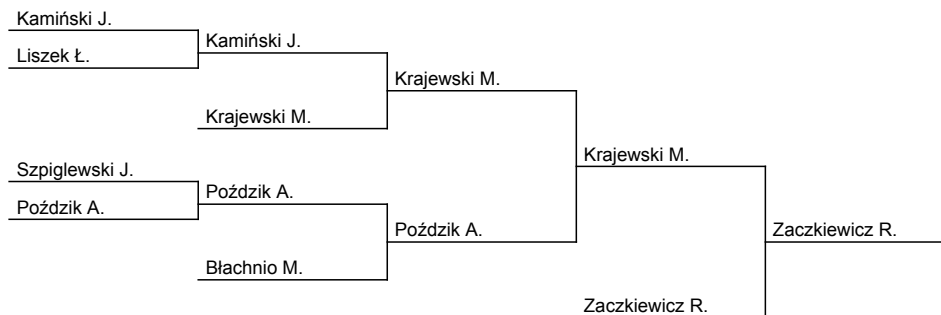 Kamiński J.
Liszek Ł.
Kamiński J.
Krajewski M.
Krajewski M.
Szpiglewski J.
Poździk A.
Poździk A.
Błachnio M.
Poździk A.
Krajewski M.
Zaczkiewicz R.
Zaczkiewicz R.